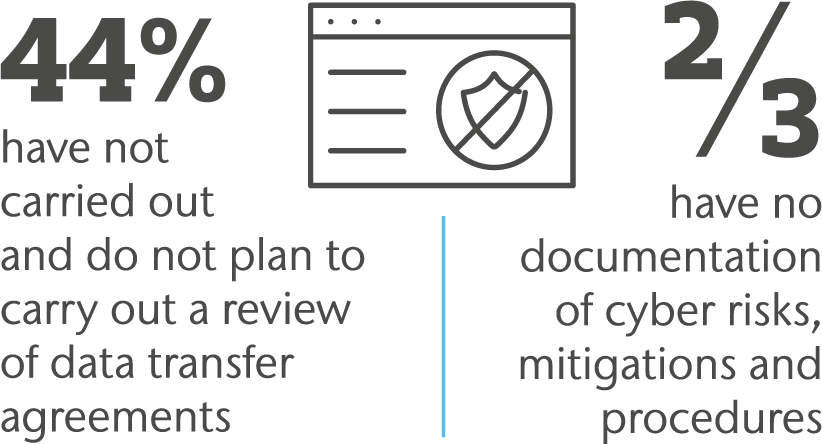 44%
have not
carried out
and do not plan to
carry out a review
of data transfer
agreements
2/3
have no
documentation
of cyber risks,
mitigations and
procedures